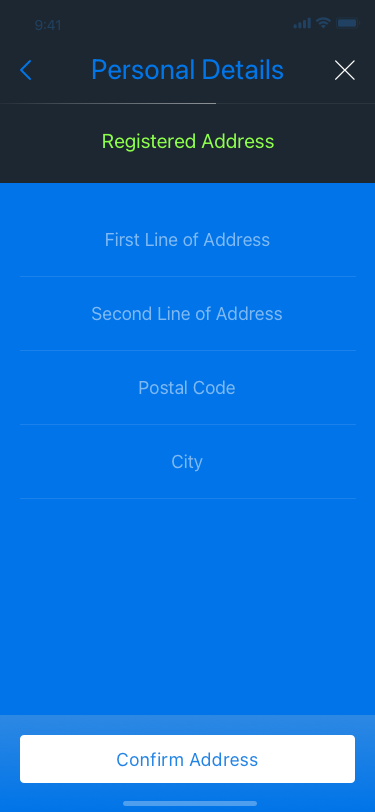 9:41
Personal Details
Registered Address
First Line of Address
Second Line of Address
Postal Code
City
Confirm Address